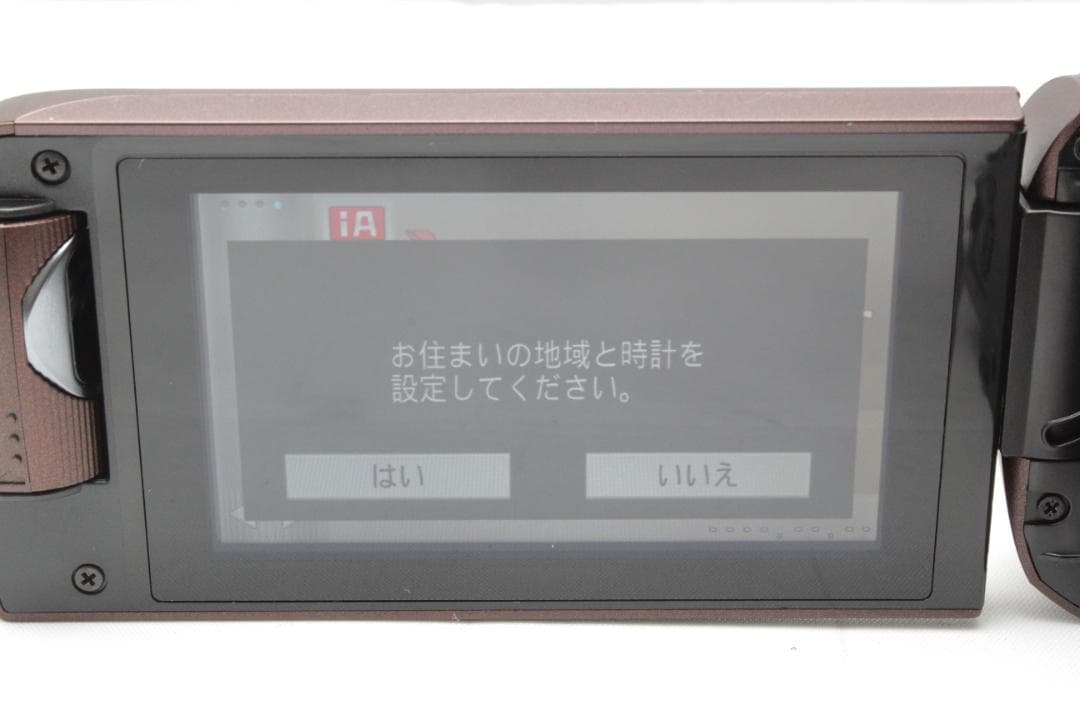 iA
お住まいの地域と時計を
設定してください。
はい
いいえ